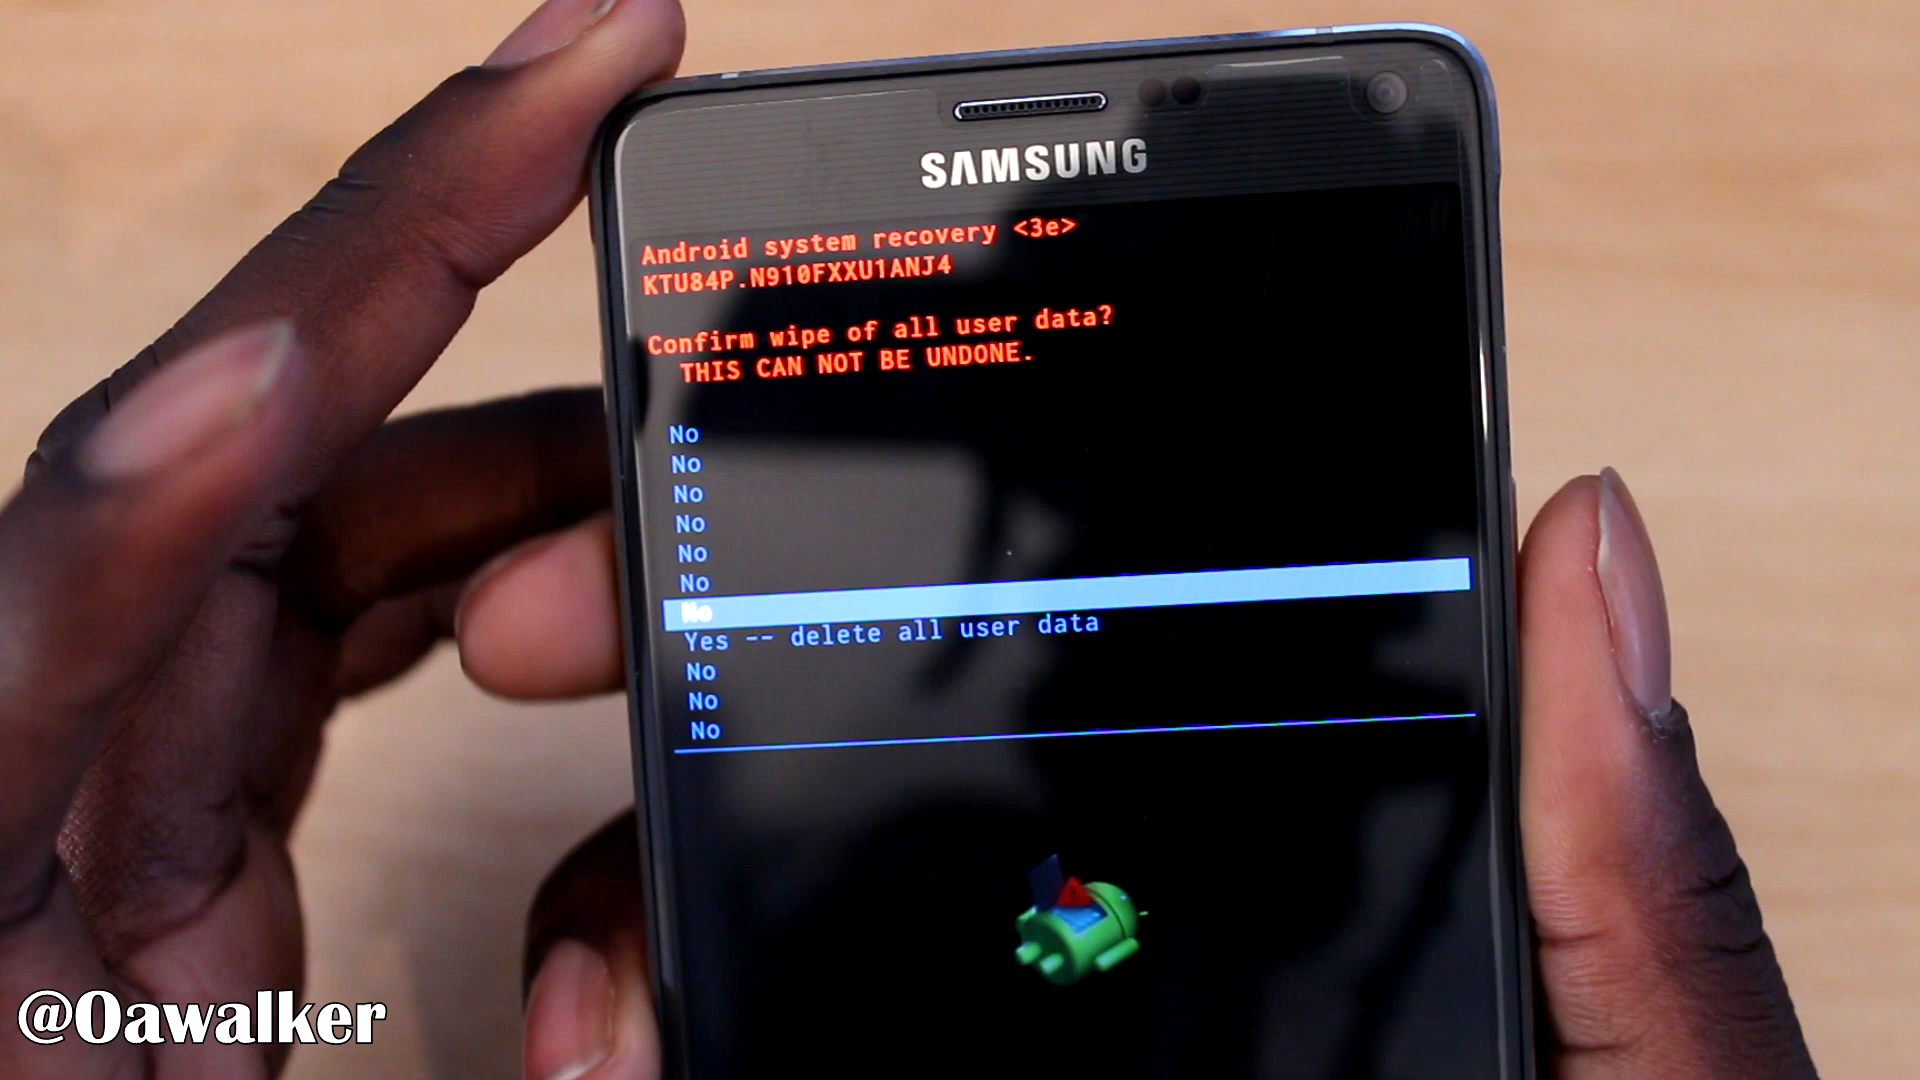 SAMSUNG
Android system recovery <3e>
KTU84P.N910FXXU1ANJ4
Confirm wipe of all user data?
THIS CAN NOT BE UNDONE.
No
No
No
No
No
No
No
Yes -- delete all user data
No
No
No
@Oawalker